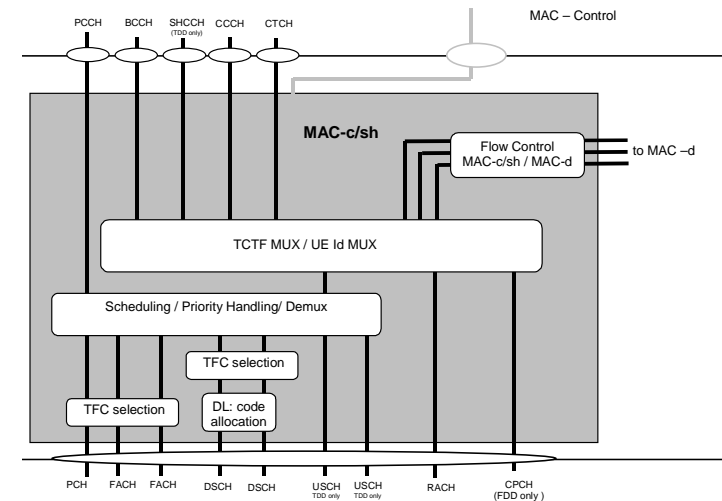 PCCH BCCH SHCCH CCCH CTCH
(TDD only)
MAC – Control
MAC-c/sh
Flow Control
MAC-c/sh / MAC-d
to MAC –d
TCTF MUX / UE Id MUX
Scheduling / Priority Handling/ Demux
TFC selection
TFC selection
DL: code
allocation
PCH FACH FACH DSCH DSCH USCH USCH RACH CPCH
TDD only TDD only (FDD only )